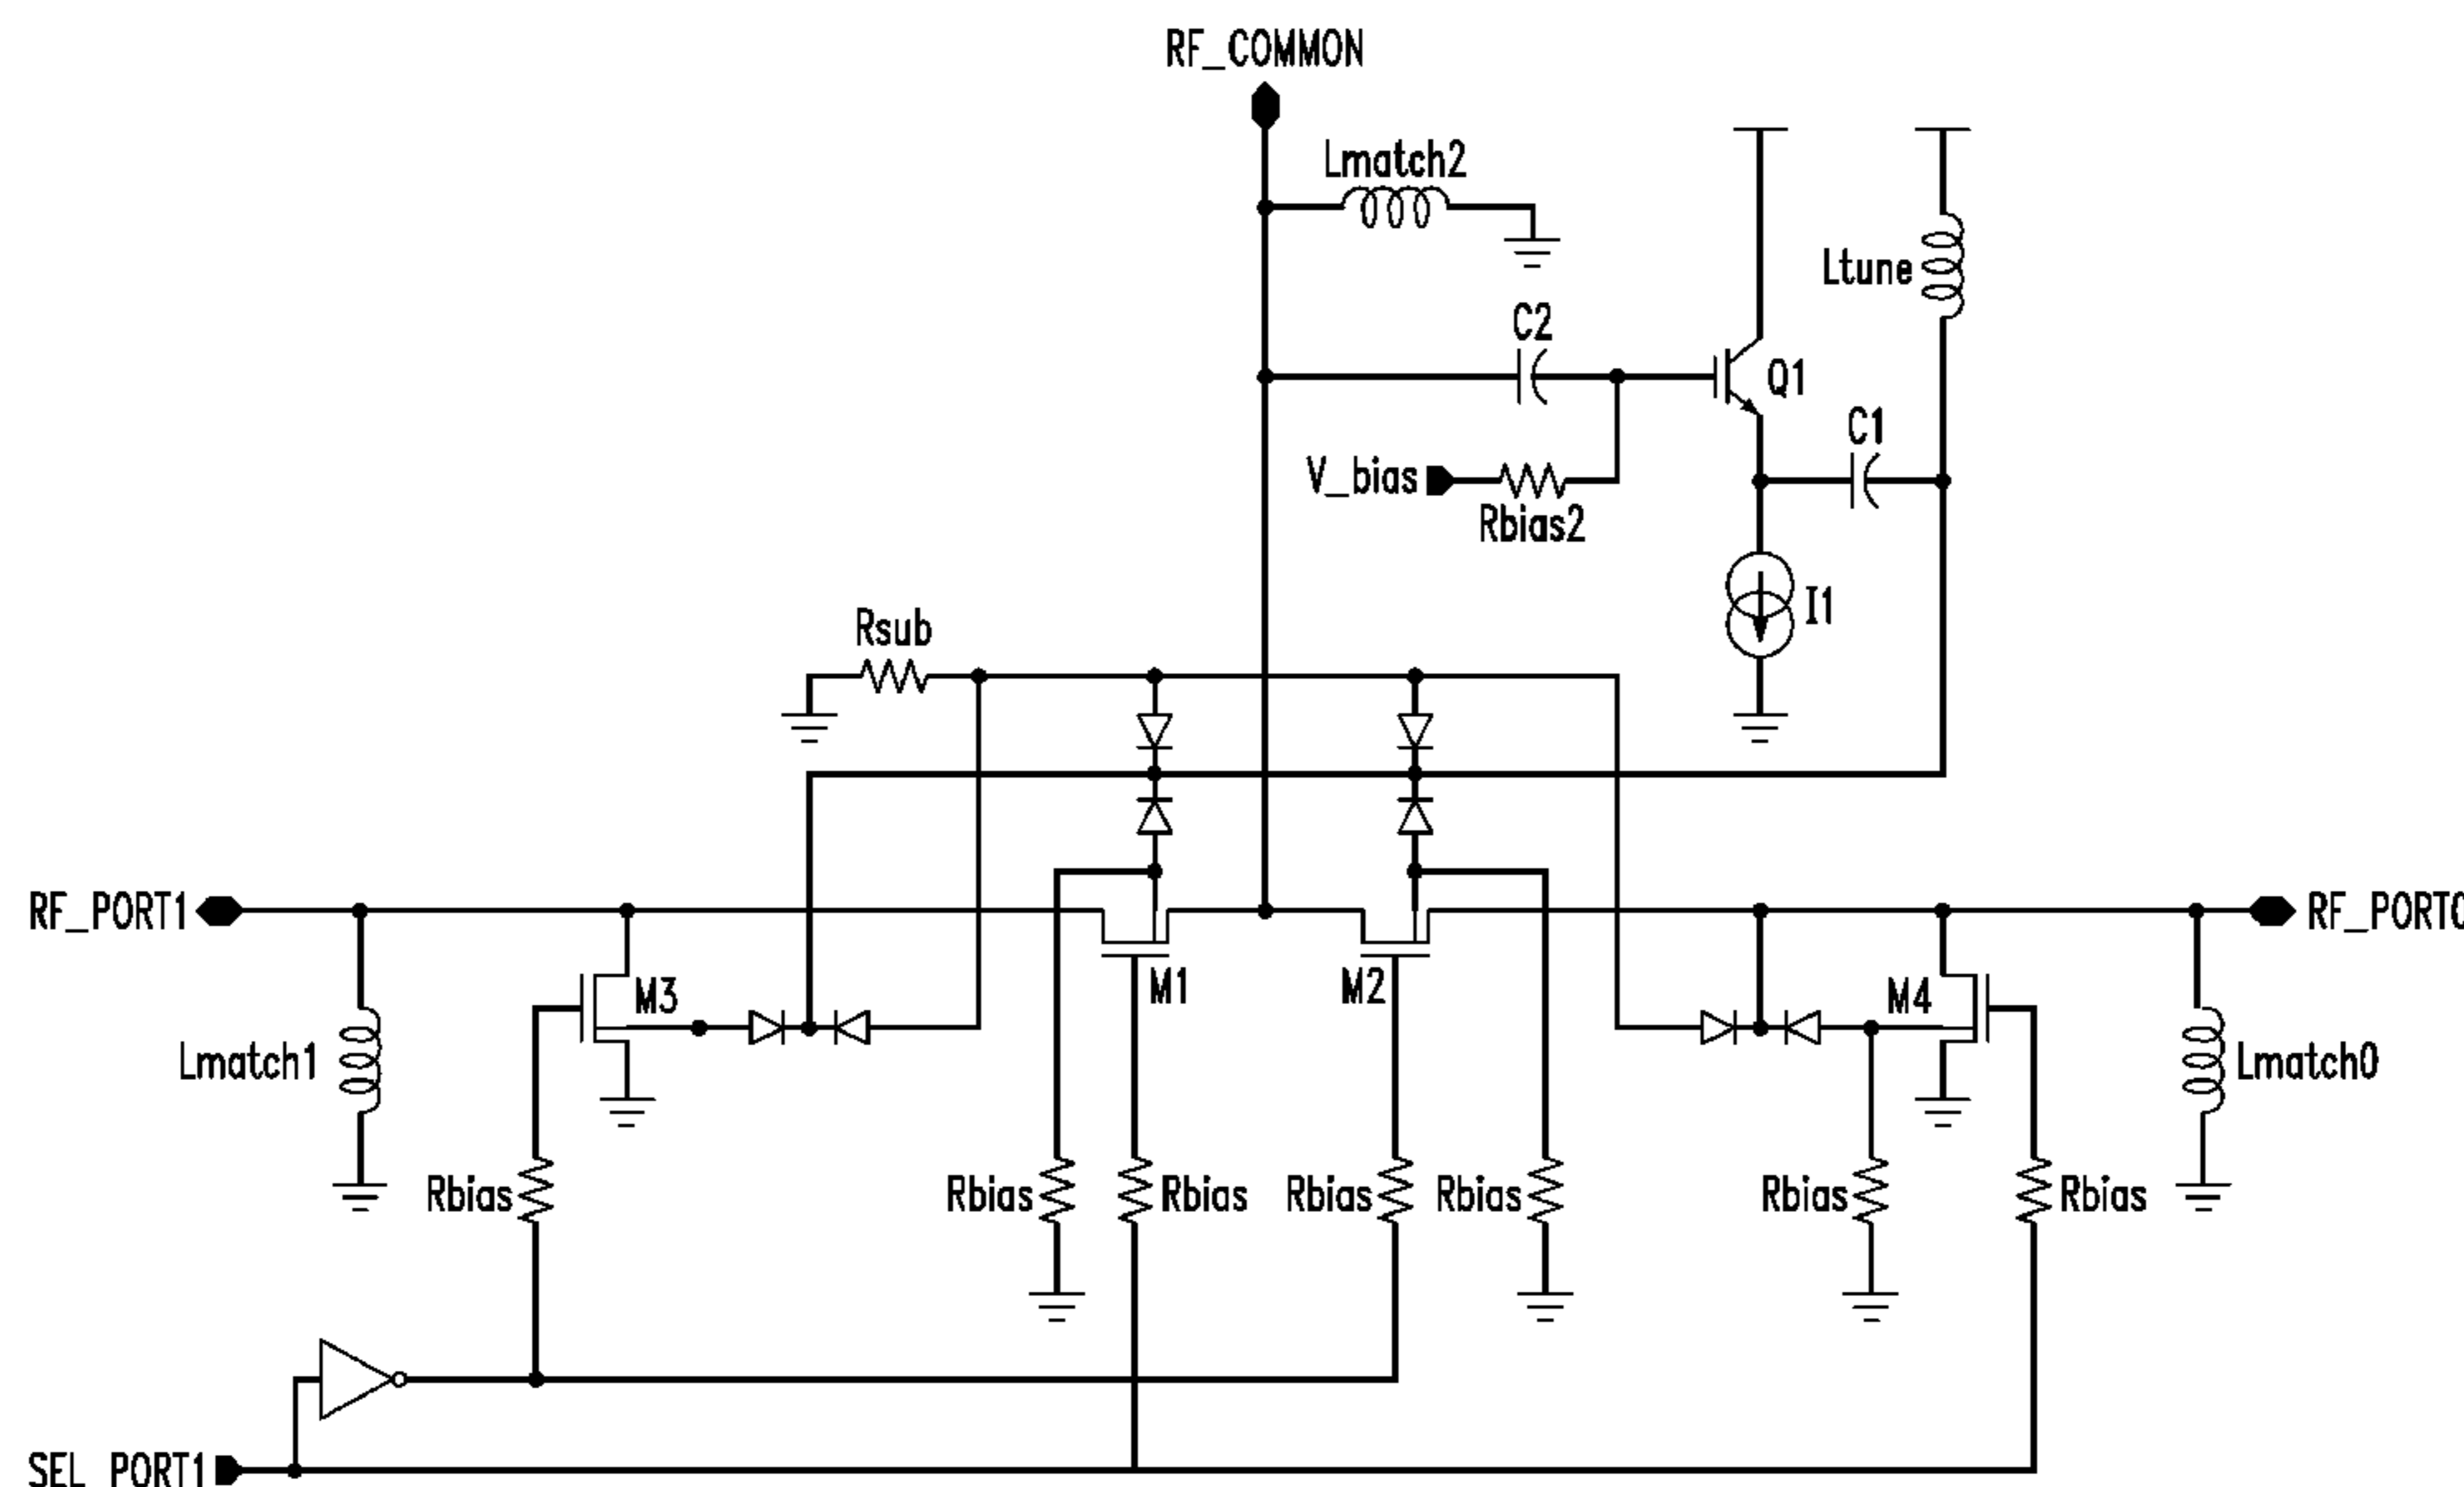 RF_COMMON
Lmatch2
Ltune
C2
Q1
C1
V_bias
Rbias2
I1
Rsub
RF_PORT1
M3
M1
M2
M4
Lmatch1
Lmatch0
Rbias
Rbias
Rbias
Rbias
Rbias
Rbias
Rbias
SEL_PORT1